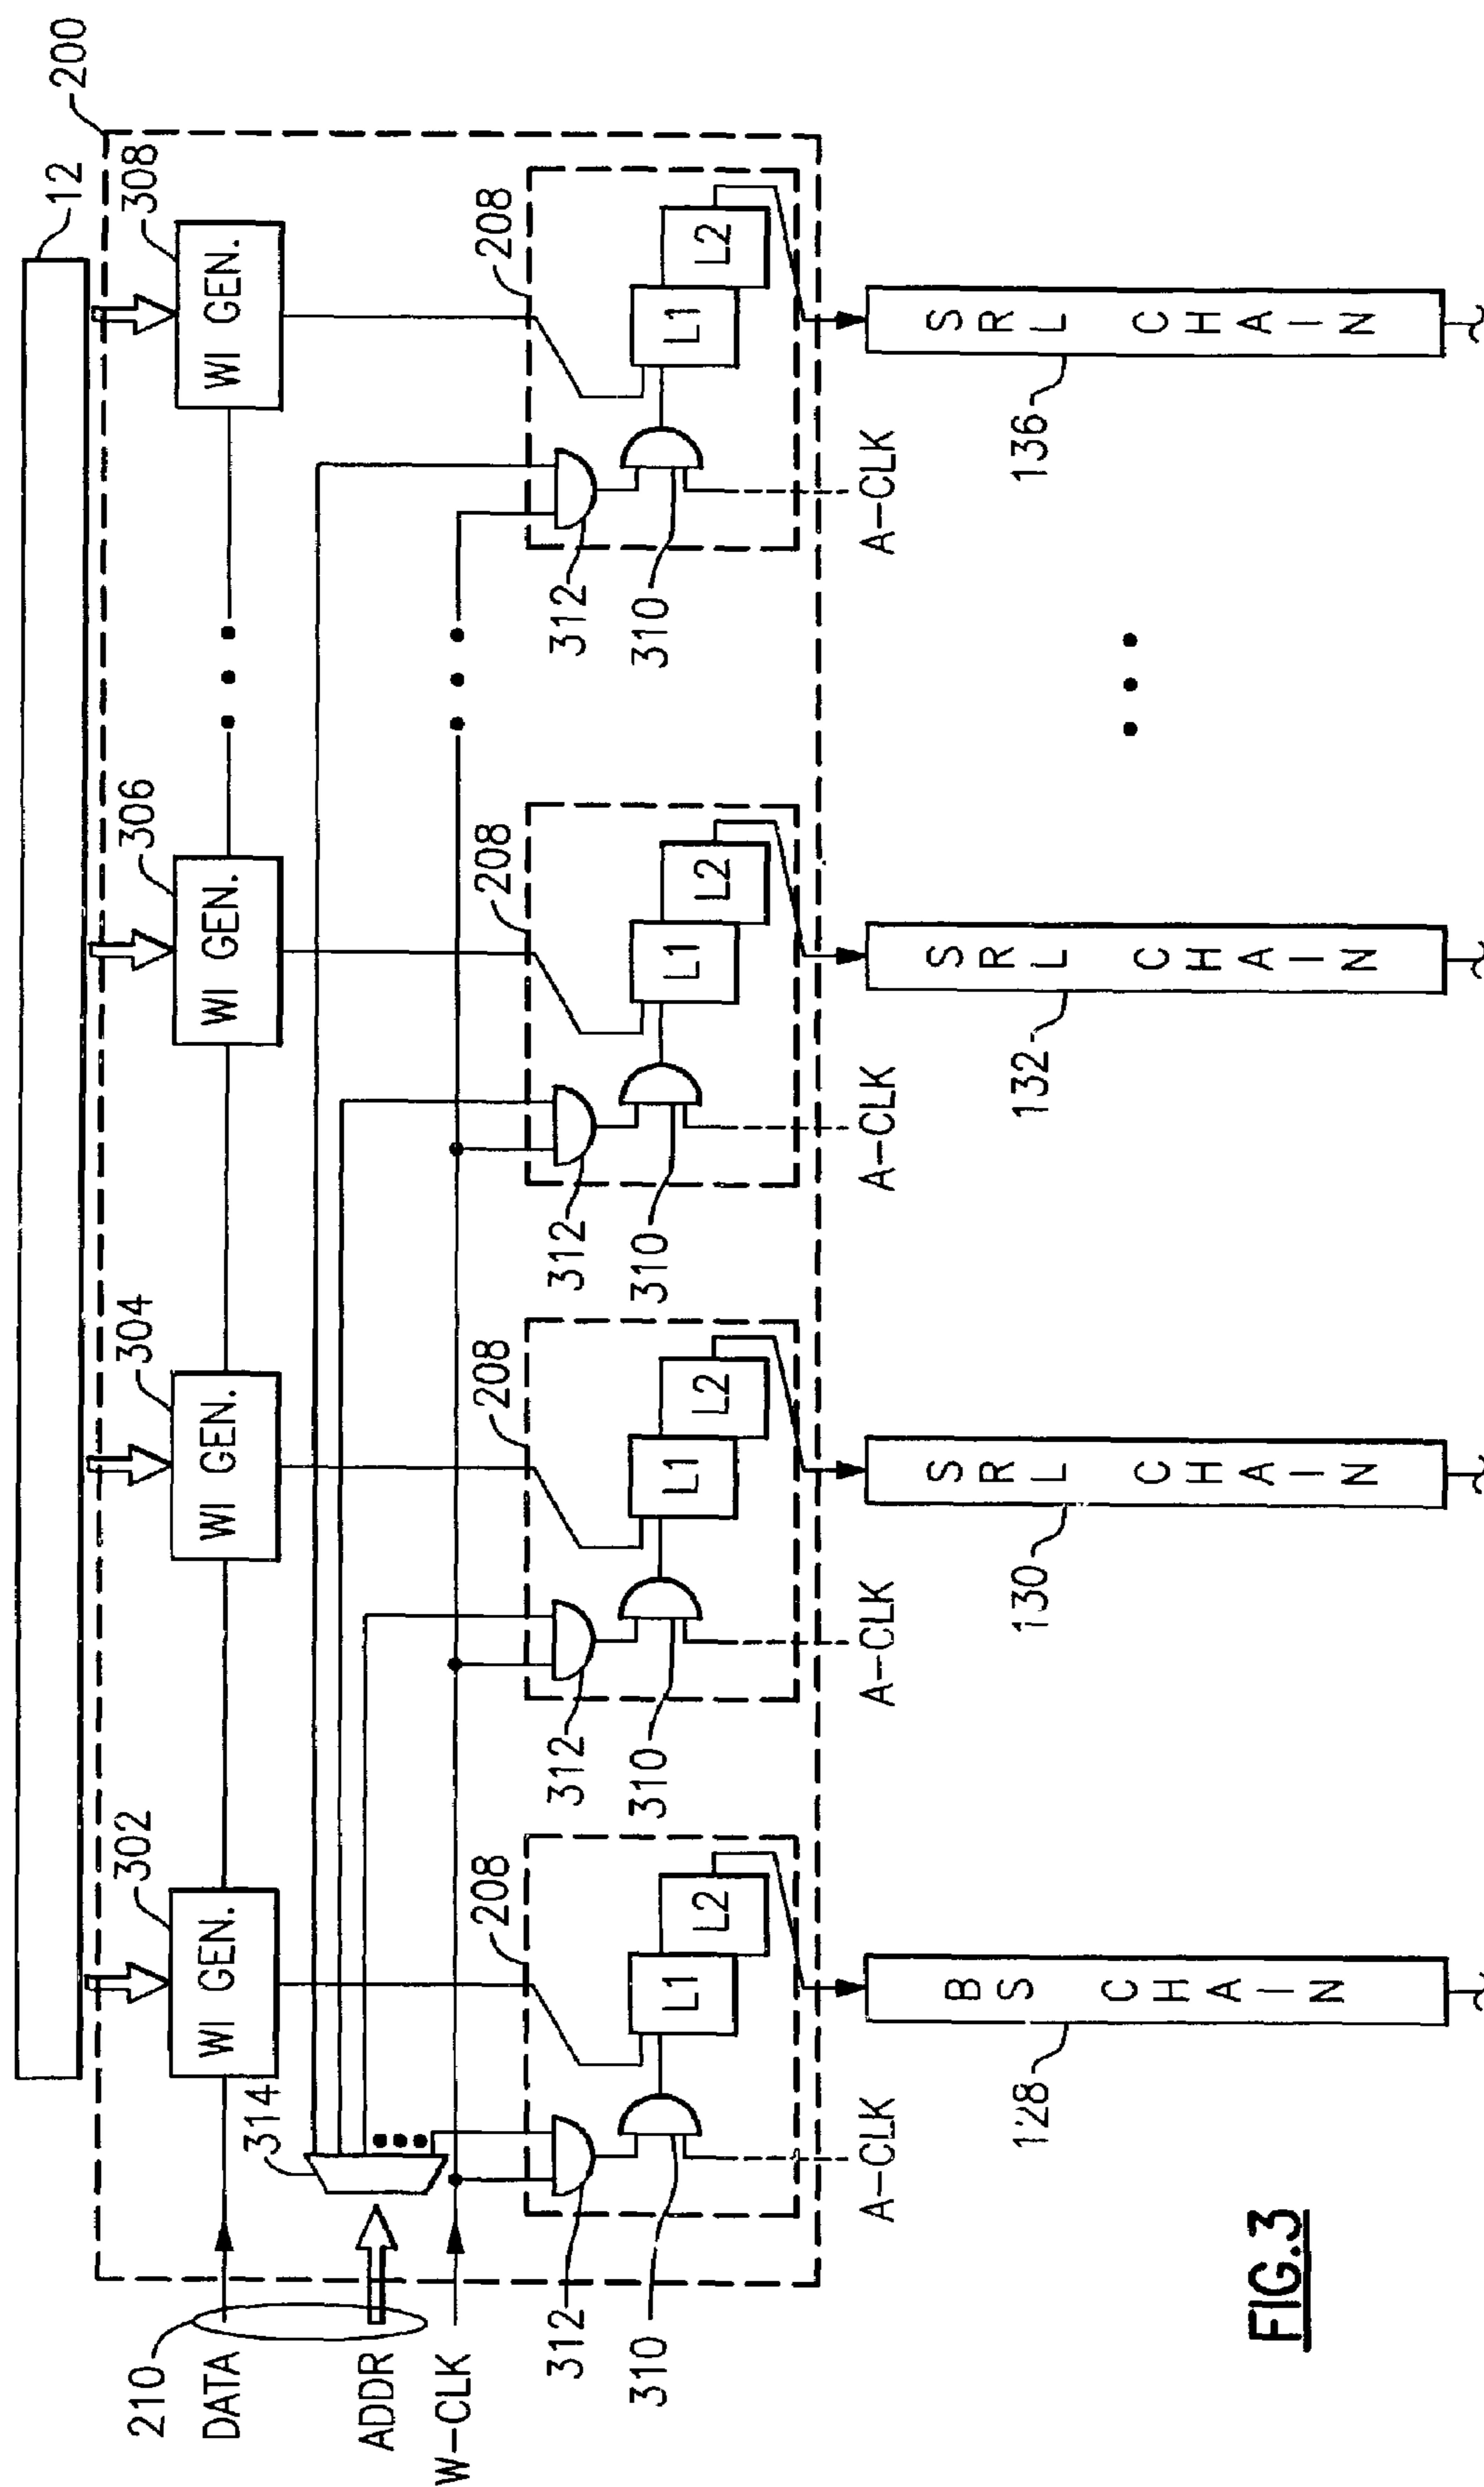 200
12
302
304
306
308
WI GEN.
WI GEN.
WI GEN.
WI GEN.
210
DATA
314
ADDR
W-CLK
208
208
208
208
L1
L2
L1
L2
L1
L2
L1
L2
312
312
312
312
310
310
310
310
A-CLK
A-CLK
A-CLK
A-CLK
BS CHAIN
SRL CHAIN
SRL CHAIN
SRL CHAIN
128
130
132
136
FIG.3